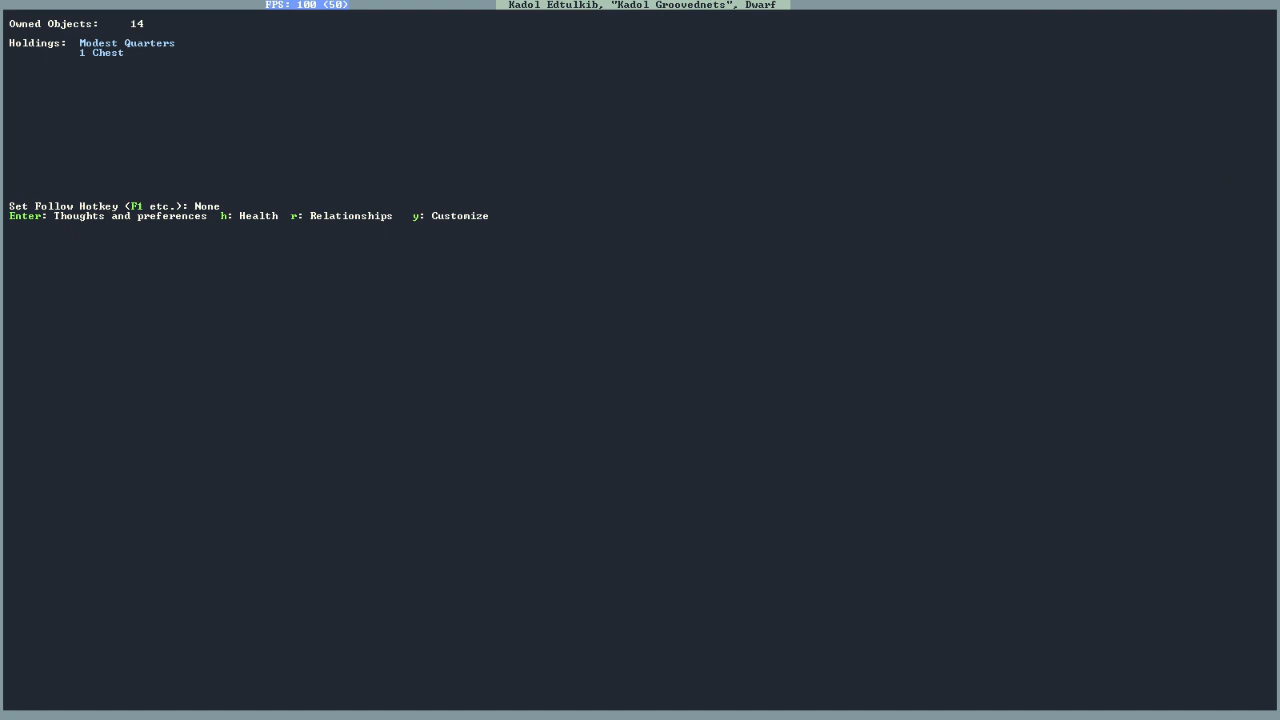 FPS: 100 (50) Kadol Edtulkib, "Kadol Groovednets", Dwarf
Owned Objects: 14
Holdings: Modest Quarters
1 Chest
Set Follow Hotkey (F1 etc.): None
Enter: Thoughts and preferences h: Health r: Relationships y: Customize